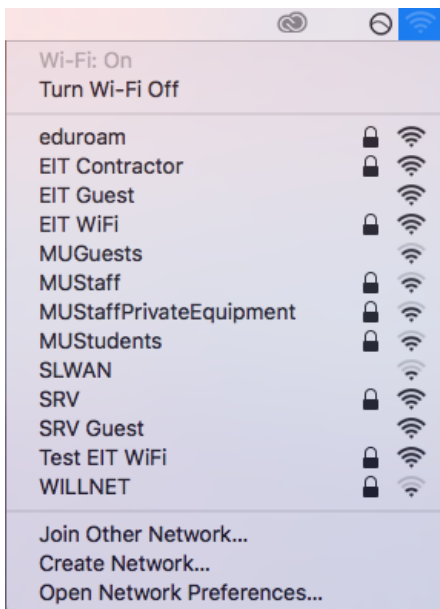 Wi-Fi: On
Turn Wi-Fi Off
eduroam
EIT Contractor
EIT Guest
EIT WiFi
MUGuests
MUStaff
MUStaffPrivateEquipment
MUStudents
SLWAN
SRV
SRV Guest
Test EIT WiFi
WILLNET
Join Other Network...
Create Network...
Open Network Preferences...